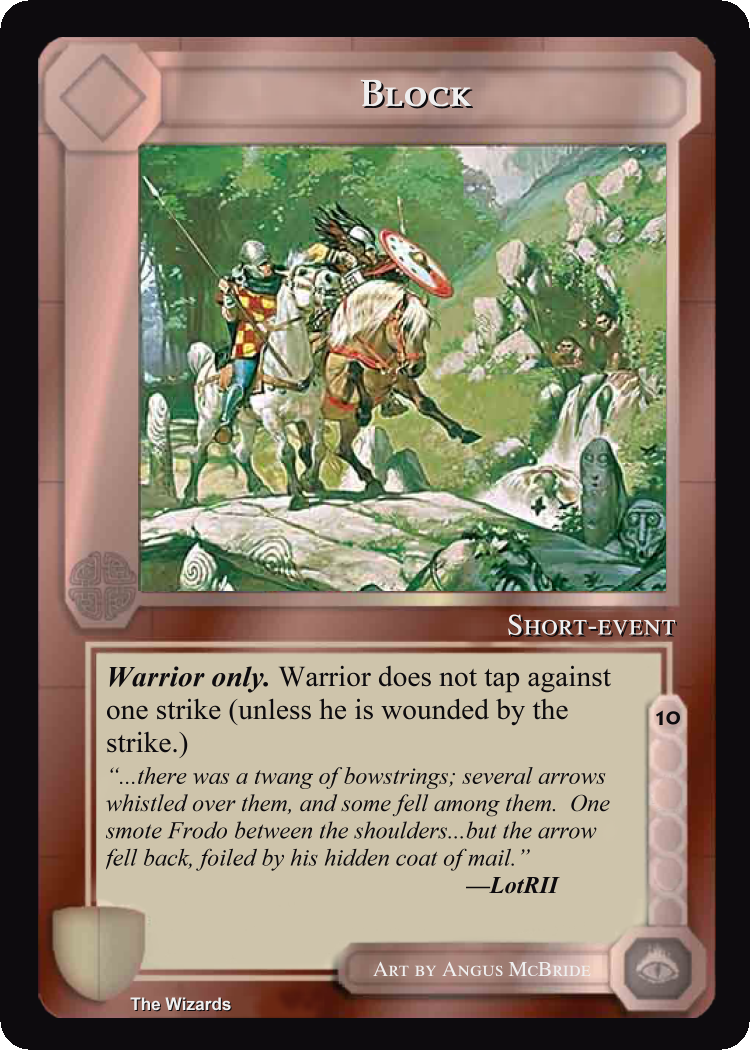 Block
Short-event
Warrior only. Warrior does not tap against
one strike (unless he is wounded by the
strike.)
10
“...there was a twang of bowstrings; several arrows
whistled over them, and some fell among them.  One
smote Frodo between the shoulders...but the arrow
fell back, foiled by his hidden coat of mail.”
—LotRII
Art by Angus McBride
The Wizards